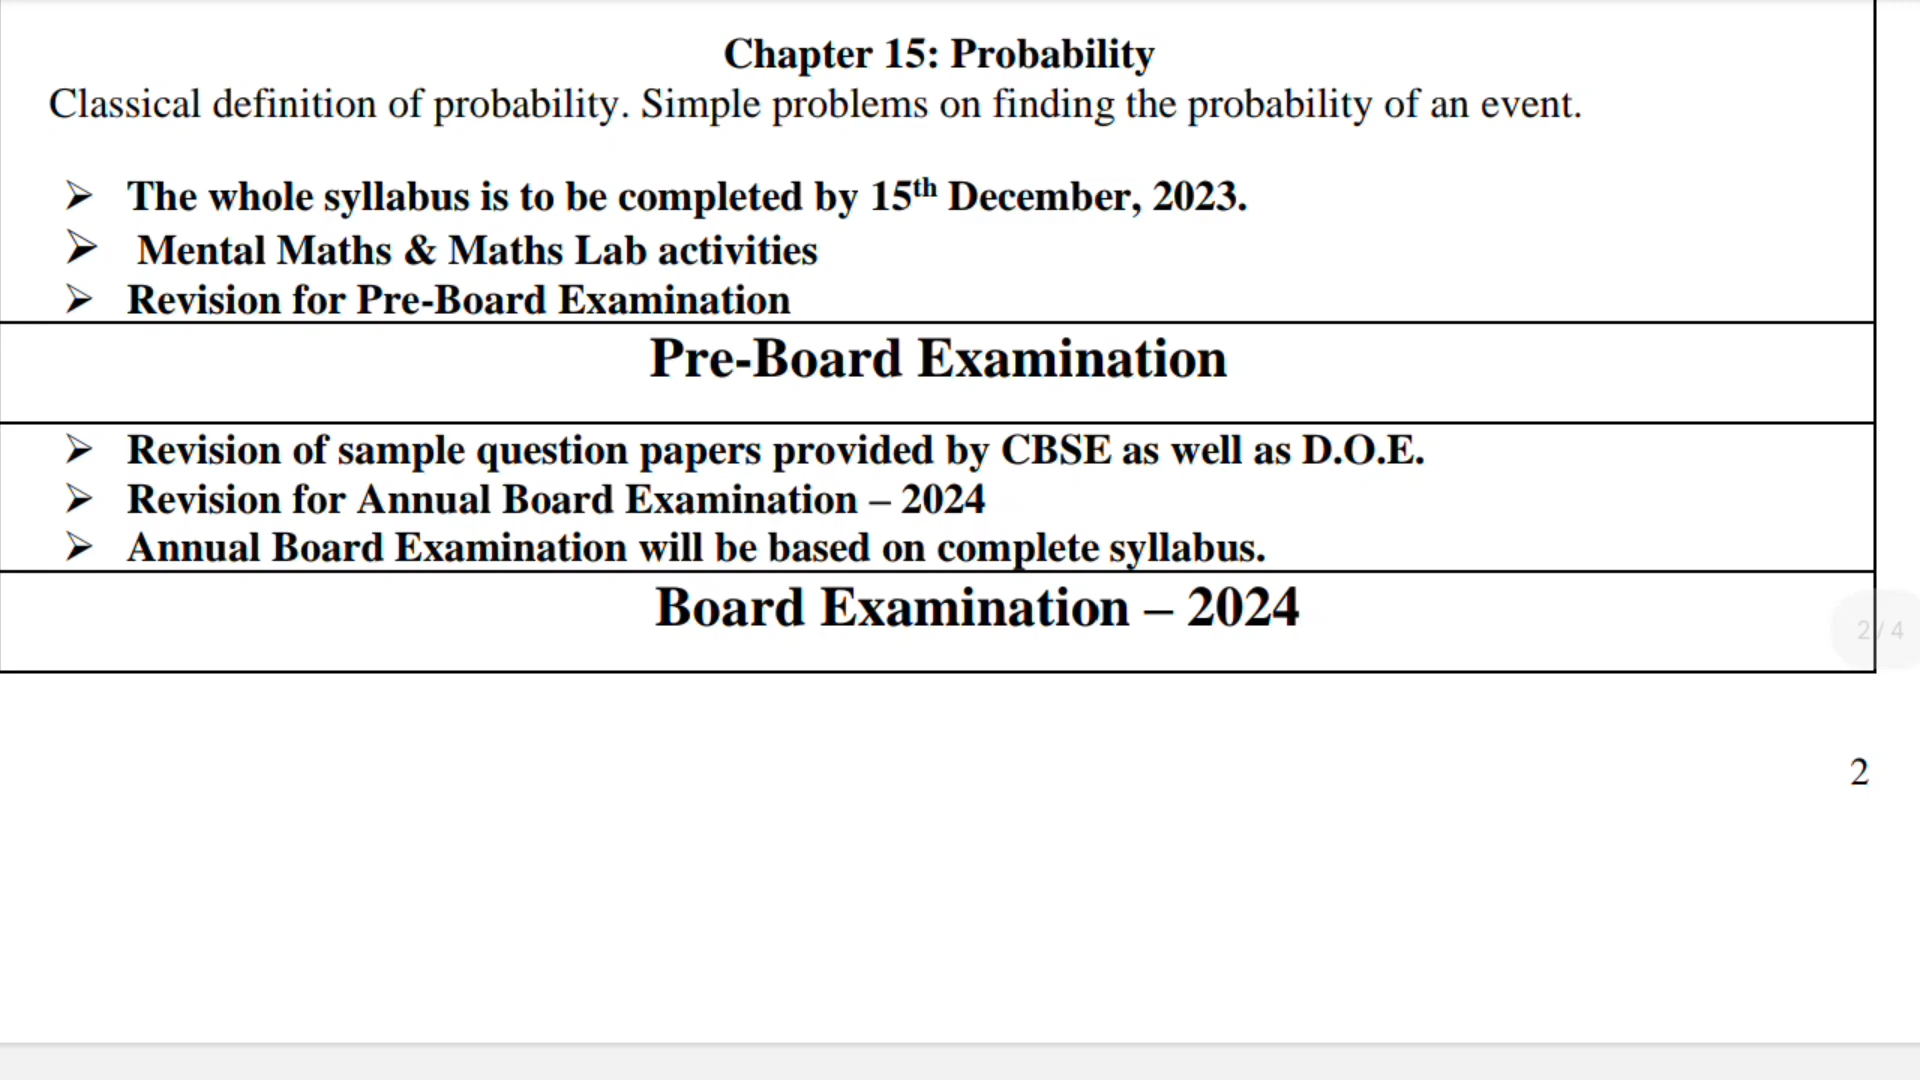 Chapter 15: Probability
Classical definition of probability. Simple problems on finding the probability of an event.
➢ The whole syllabus is to be completed by 15th December, 2023.
➢ Mental Maths & Maths Lab activities
➢ Revision for Pre-Board Examination
Pre-Board Examination
➢ Revision of sample question papers provided by CBSE as well as D.O.E.
➢ Revision for Annual Board Examination – 2024
➢ Annual Board Examination will be based on complete syllabus.
Board Examination – 2024
2 / 4
2